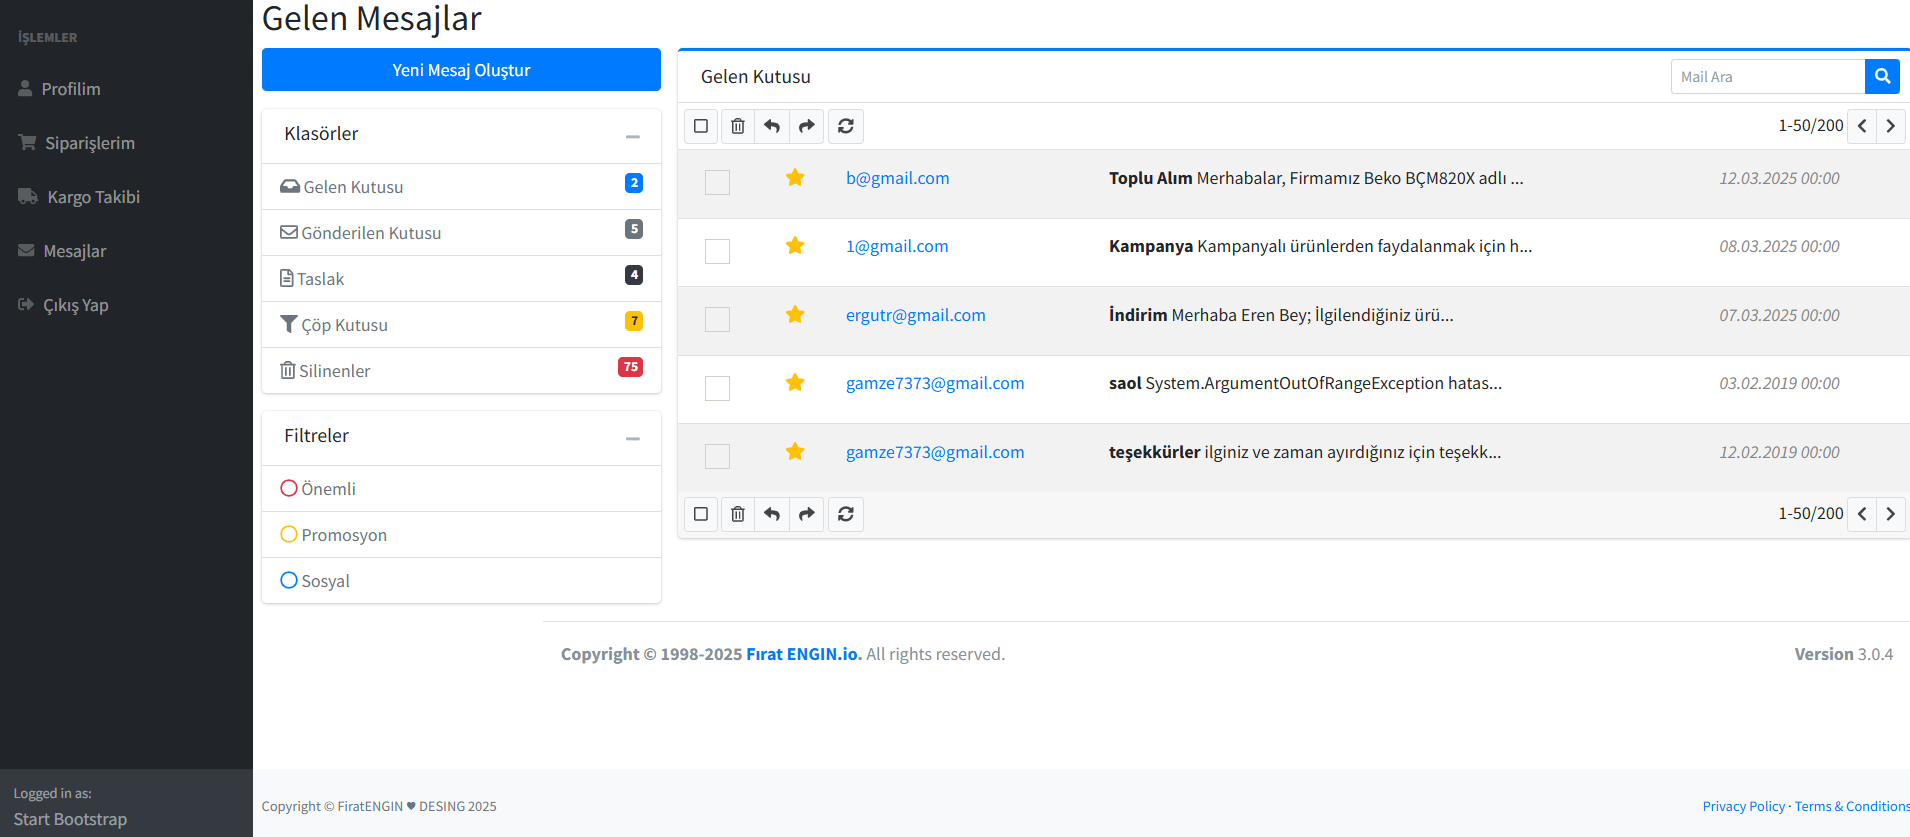 Gelen Mesajlar
İŞLEMLER
Profilim
Siparişlerim
Kargo Takibi
Mesajlar
Çıkış Yap
Logged in as:
Start Bootstrap
Yeni Mesaj Oluştur
Klasörler
Gelen Kutusu 2
Gönderilen Kutusu 5
Taslak 4
Çöp Kutusu 7
Silinenler 75
Filtreler
Önemli
Promosyon
Sosyal
Gelen Kutusu Mail Ara
1-50/200
b@gmail.com Toplu Alım Merhabalar, Firmamız Beko BÇM820X adlı ... 12.03.2025 00:00
1@gmail.com Kampanya Kampanyalı ürünlerden faydalanmak için h... 08.03.2025 00:00
ergutr@gmail.com İndirim Merhaba Eren Bey; İlgilendiğiniz ürü... 07.03.2025 00:00
gamze7373@gmail.com saol System.ArgumentOutOfRangeException hatas... 03.02.2019 00:00
gamze7373@gmail.com teşekkürler ilginiz ve zaman ayırdığınız için teşekk... 12.02.2019 00:00
1-50/200
Copyright © 1998-2025 Fırat ENGIN.io. All rights reserved. Version 3.0.4
Copyright © FiratENGIN ♥ DESING 2025 Privacy Policy · Terms & Conditions